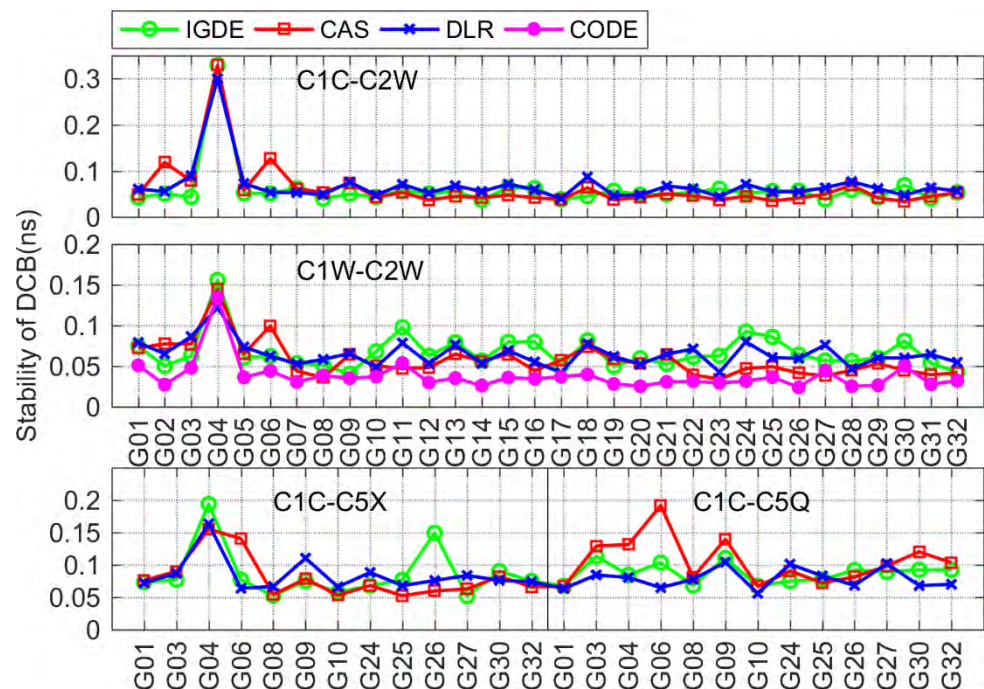 IGDE CAS DLR CODE
C1C-C2W
0.3
0.2
0.1
0
C1W-C2W
0.2
0.15
0.1
0.05
0
Stability of DCB(ns)
G01 G02 G03 G04 G05 G06 G07 G08 G09 G10 G11 G12 G13 G14 G15 G16 G17 G18 G19 G20 G21 G22 G23 G24 G25 G26 G27 G28 G29 G30 G31 G32
C1C-C5X C1C-C5Q
0.2
0.15
0.1
0.05
0
G01 G03 G04 G06 G08 G09 G10 G24 G25 G26 G27 G30 G32 G01 G03 G04 G06 G08 G09 G10 G24 G25 G26 G27 G30 G32